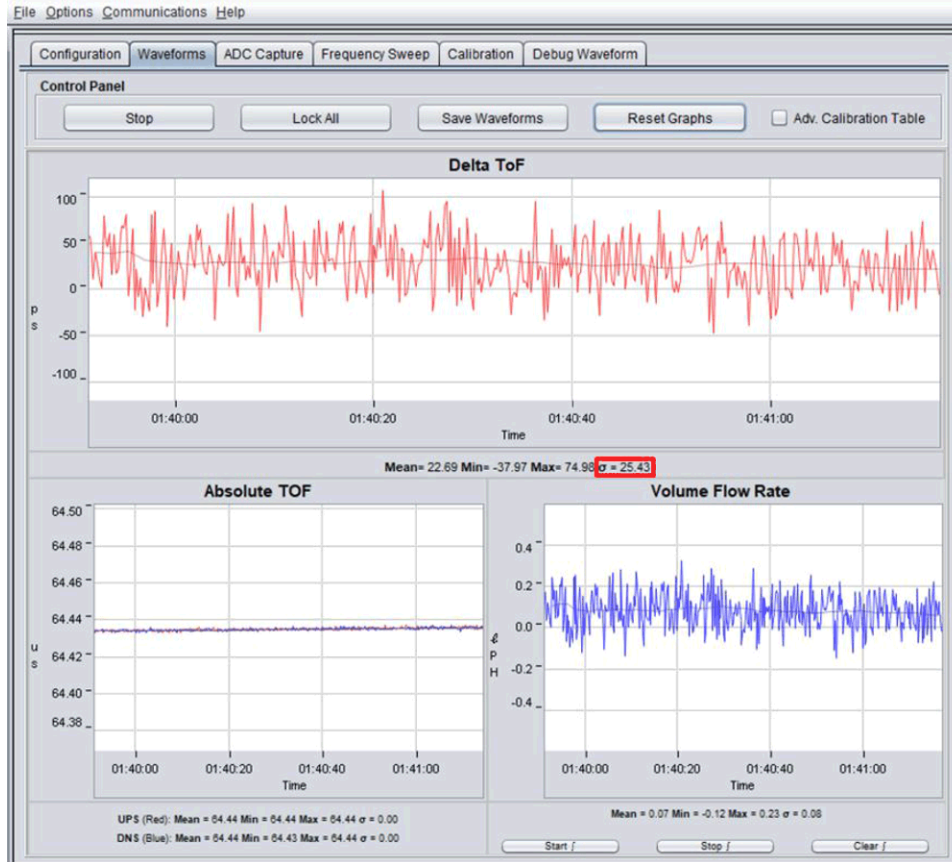 File Options Communications Help
Configuration Waveforms ADC Capture Frequency Sweep Calibration Debug Waveform
Control Panel
Stop Lock All Save Waveforms Reset Graphs Adv. Calibration Table
Delta ToF
100
50
0
-50
-100
ps
01:40:00 01:40:20 01:40:40 01:41:00
Time
Mean= 22.69 Min= -37.97 Max= 74.98 σ = 25.43
Absolute TOF
64.50
64.48
64.46
64.44
64.42
64.40
64.38
us
01:40:00 01:40:20 01:40:40 01:41:00
Time
UPS (Red): Mean = 64.44 Min = 64.44 Max = 64.44 σ = 0.00
DNS (Blue): Mean = 64.44 Min = 64.43 Max = 64.44 σ = 0.00
Volume Flow Rate
0.4
0.2
0.0
-0.2
-0.4
ℓPH
01:40:00 01:40:20 01:40:40 01:41:00
Time
Mean = 0.07 Min = -0.12 Max = 0.23 σ = 0.08
Start ∫ Stop ∫ Clear ∫